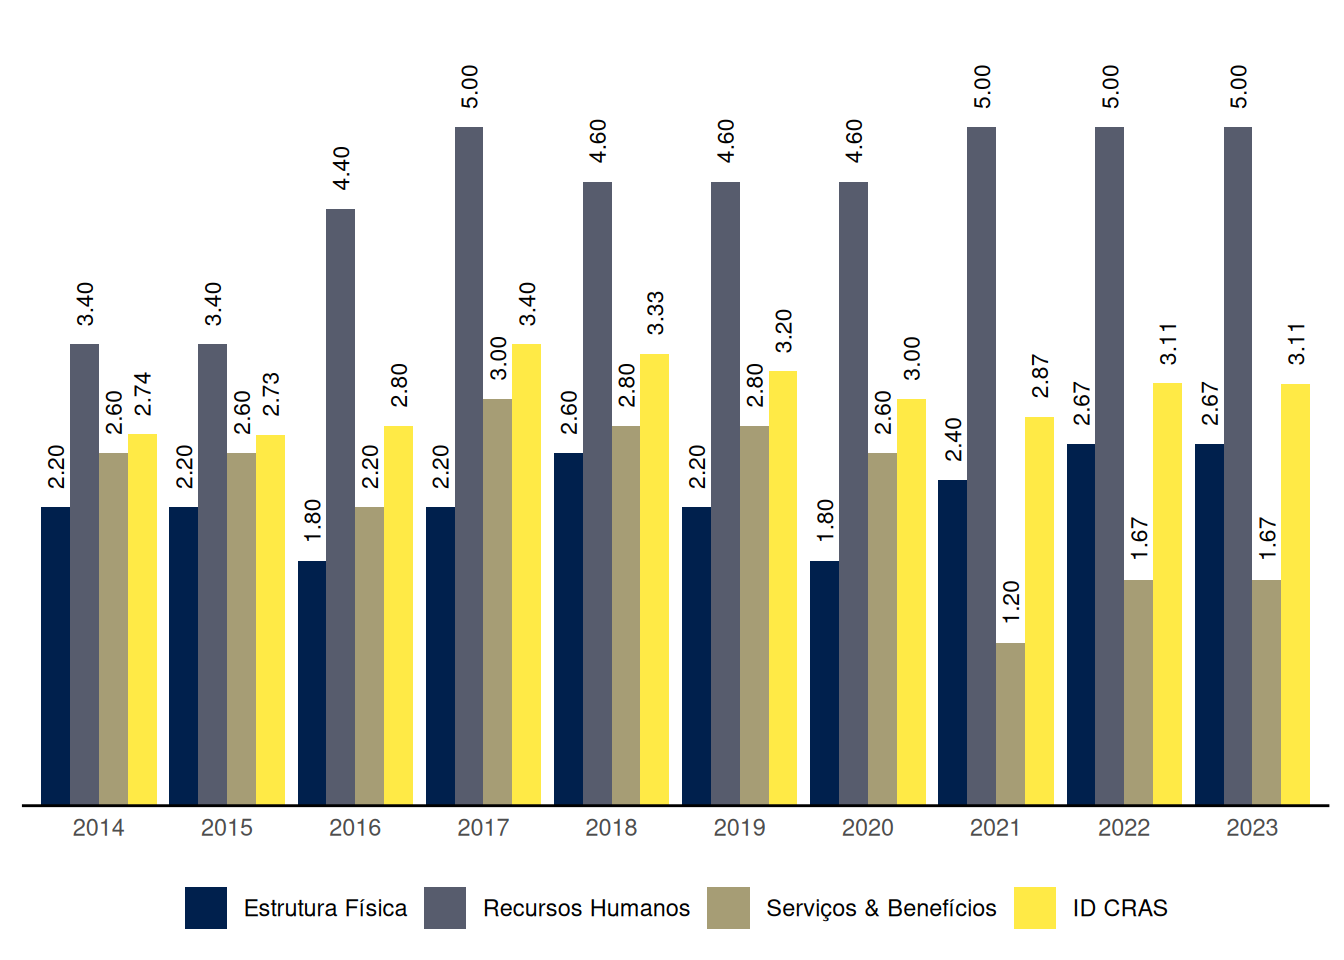 5.00 5.00 5.00 5.00
4.60 4.60 4.60
4.40
3.40 3.40 3.40 3.33 3.20 3.11 3.11
3.00 3.00 2.87
2.60 2.74 2.60 2.73 2.80 2.80 2.80 2.60 2.67 2.67
2.20 2.20 2.20 2.20 2.60 2.20 2.40
1.80 1.80 1.67 1.67
1.20
2014 2015 2016 2017 2018 2019 2020 2021 2022 2023
Estrutura Física Recursos Humanos Serviços & Benefícios ID CRAS